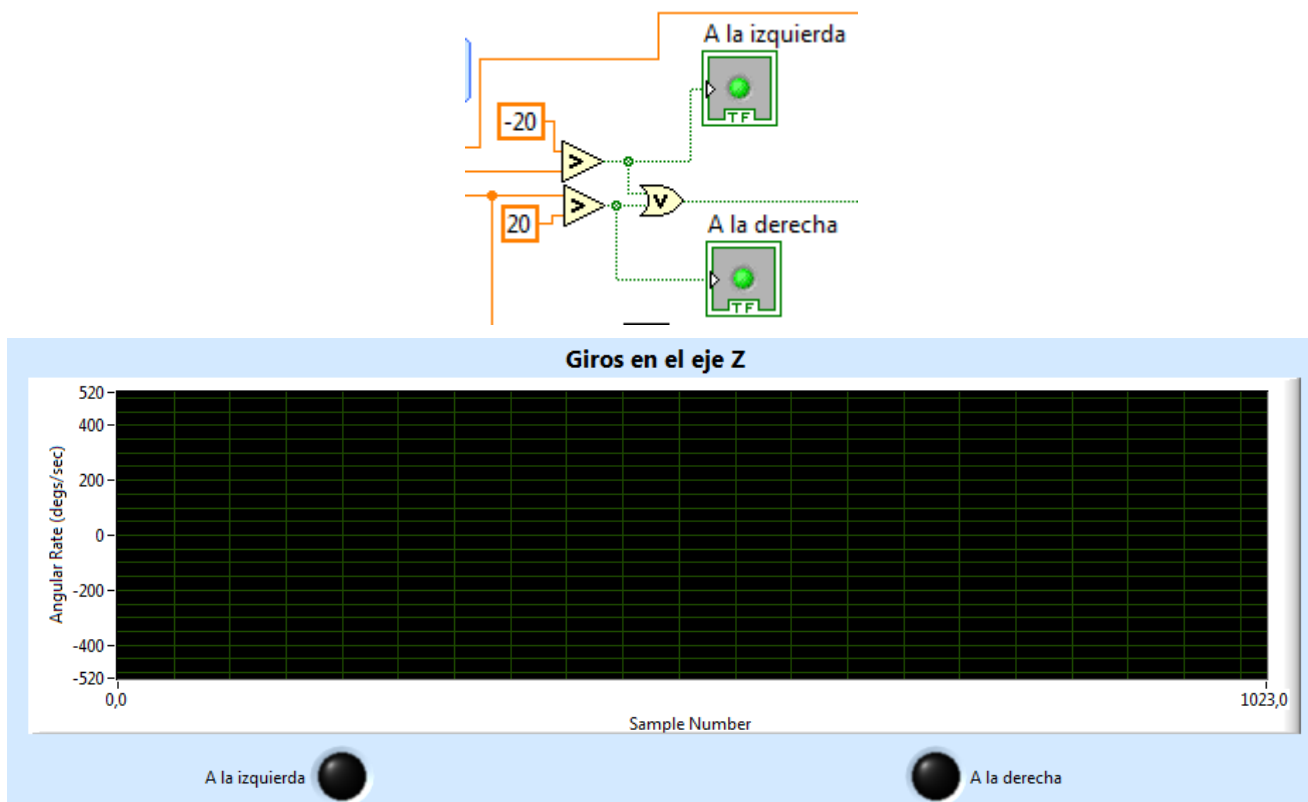 A la izquierda
TF
-20
>
>
V
20
A la derecha
TF
Giros en el eje Z
520
400
200
0
-200
-400
-520
Angular Rate (degs/sec)
0,0
1023,0
Sample Number
A la izquierda
A la derecha